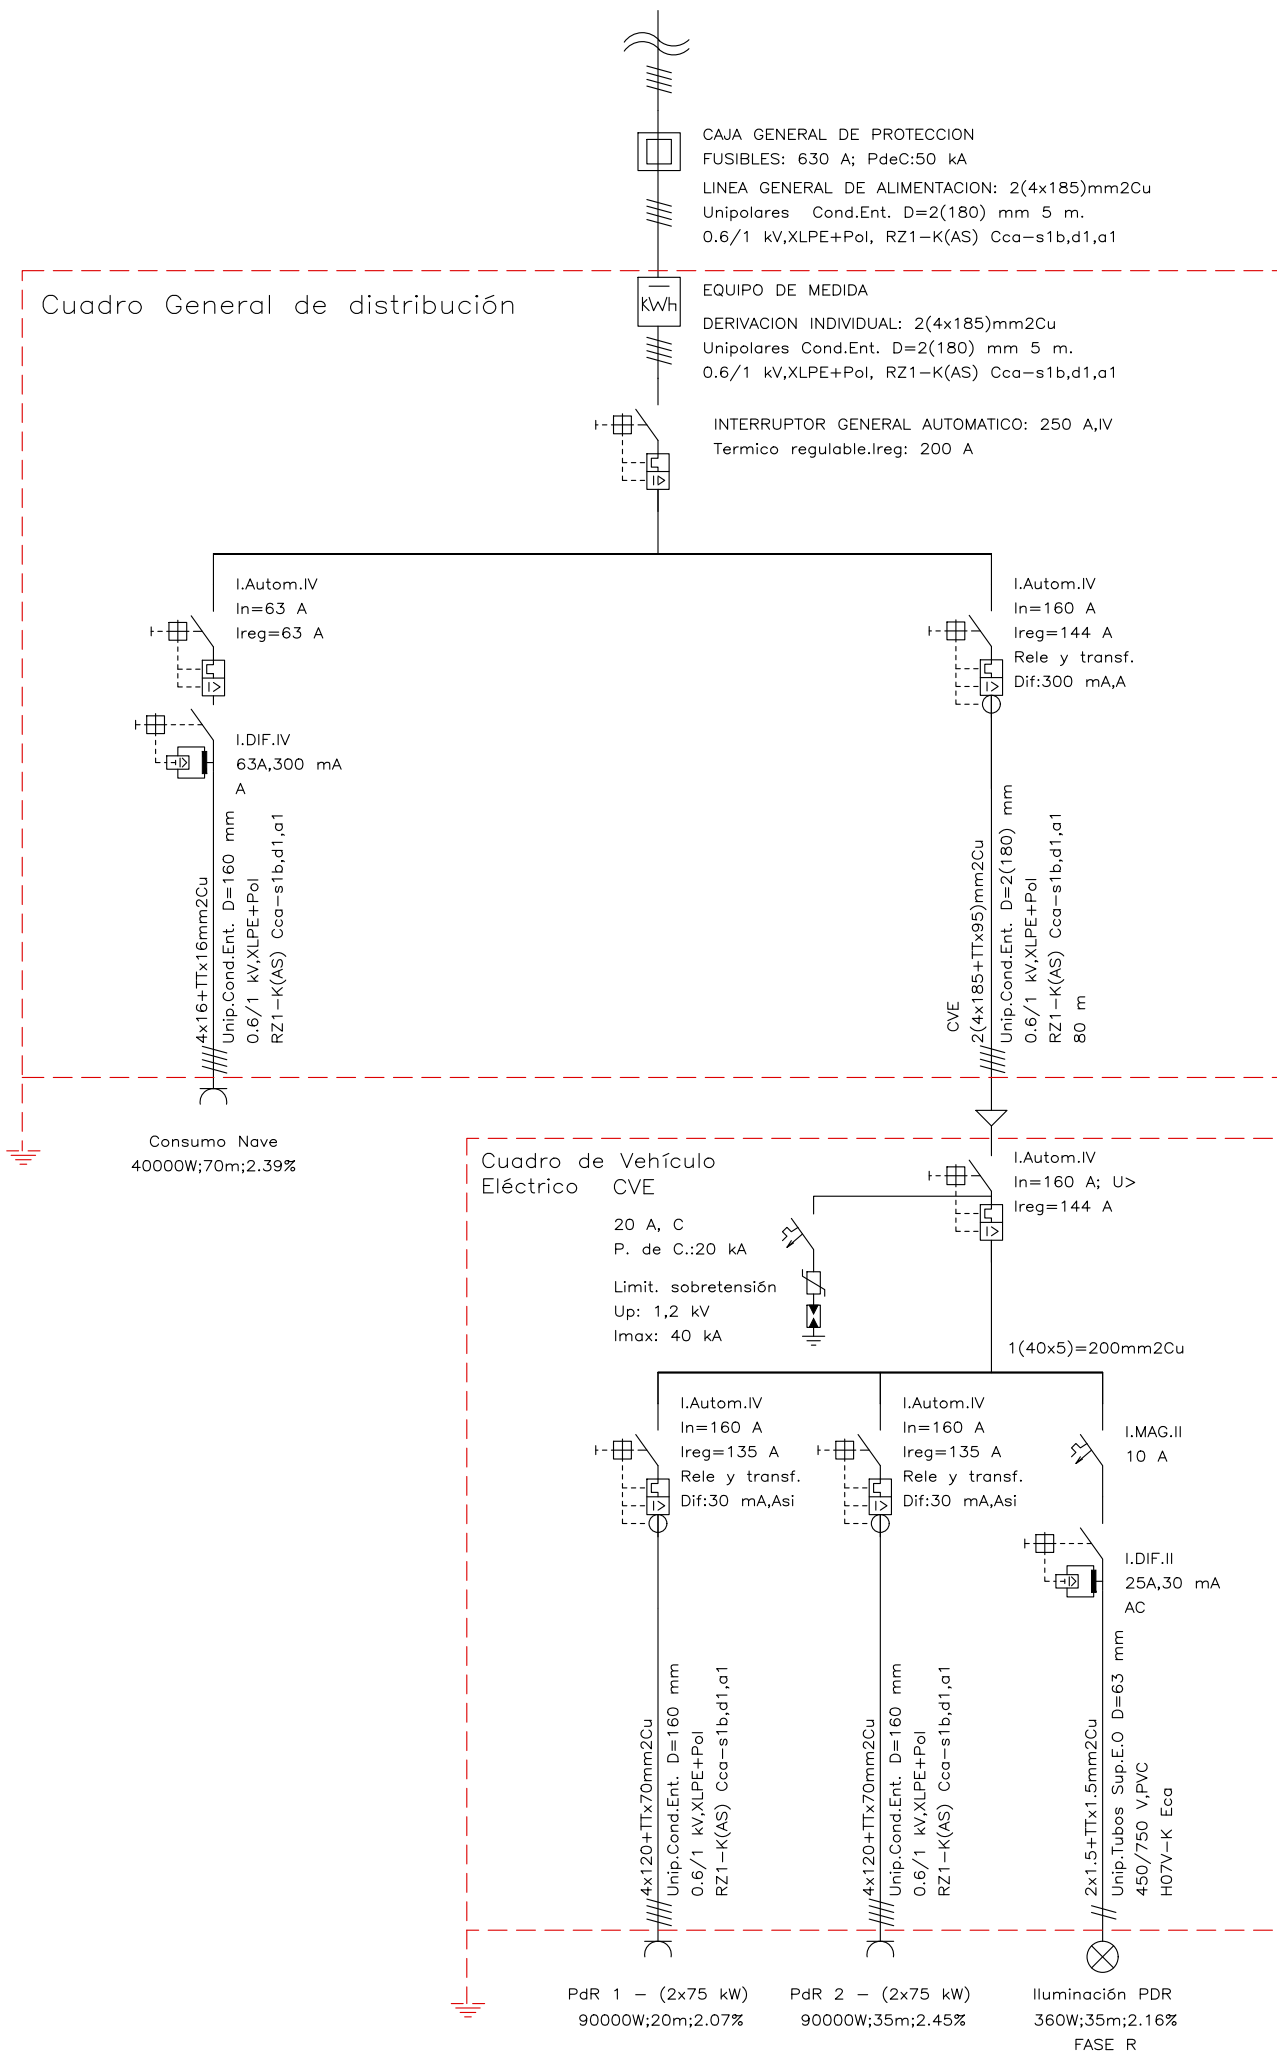 CAJA GENERAL DE PROTECCION
FUSIBLES: 630 A; PdeC:50 kA
LINEA GENERAL DE ALIMENTACION: 2(4x185)mm2Cu
Unipolares Cond.Ent. D=2(180) mm 5 m.
0.6/1 kV,XLPE+Pol, RZ1-K(AS) Cca-s1b,d1,a1
Cuadro General de distribución
KWh
EQUIPO DE MEDIDA
DERIVACION INDIVIDUAL: 2(4x185)mm2Cu
Unipolares Cond.Ent. D=2(180) mm 5 m.
0.6/1 kV,XLPE+Pol, RZ1-K(AS) Cca-s1b,d1,a1
INTERRUPTOR GENERAL AUTOMATICO: 250 A,IV
Termico regulable.Ireg: 200 A
I.Autom.IV
In=63 A
Ireg=63 A
I.DIF.IV
63A,300 mA
A
4x16+TTx16mm2Cu
Unip.Cond.Ent. D=160 mm
0.6/1 kV,XLPE+Pol
RZ1-K(AS) Cca-s1b,d1,a1
Consumo Nave
40000W;70m;2.39%
I.Autom.IV
In=160 A
Ireg=144 A
Rele y transf.
Dif:300 mA,A
CVE
2(4x185+TTx95)mm2Cu
Unip.Cond.Ent. D=2(180) mm
0.6/1 kV,XLPE+Pol
RZ1-K(AS) Cca-s1b,d1,a1
80 m
Cuadro de Vehículo
Eléctrico CVE
I.Autom.IV
In=160 A; U>
Ireg=144 A
20 A, C
P. de C.:20 kA
Limit. sobretensión
Up: 1,2 kV
Imax: 40 kA
1(40x5)=200mm2Cu
I.Autom.IV
In=160 A
Ireg=135 A
Rele y transf.
Dif:30 mA,Asi
4x120+TTx70mm2Cu
Unip.Cond.Ent. D=160 mm
0.6/1 kV,XLPE+Pol
RZ1-K(AS) Cca-s1b,d1,a1
PdR 1 - (2x75 kW)
90000W;20m;2.07%
I.Autom.IV
In=160 A
Ireg=135 A
Rele y transf.
Dif:30 mA,Asi
4x120+TTx70mm2Cu
Unip.Cond.Ent. D=160 mm
0.6/1 kV,XLPE+Pol
RZ1-K(AS) Cca-s1b,d1,a1
PdR 2 - (2x75 kW)
90000W;35m;2.45%
I.MAG.II
10 A
I.DIF.II
25A,30 mA
AC
2x1.5+TTx1.5mm2Cu
Unip.Tubos Sup.E.O D=63 mm
450/750 V,PVC
H07V-K Eca
Iluminación PDR
360W;35m;2.16%
FASE R